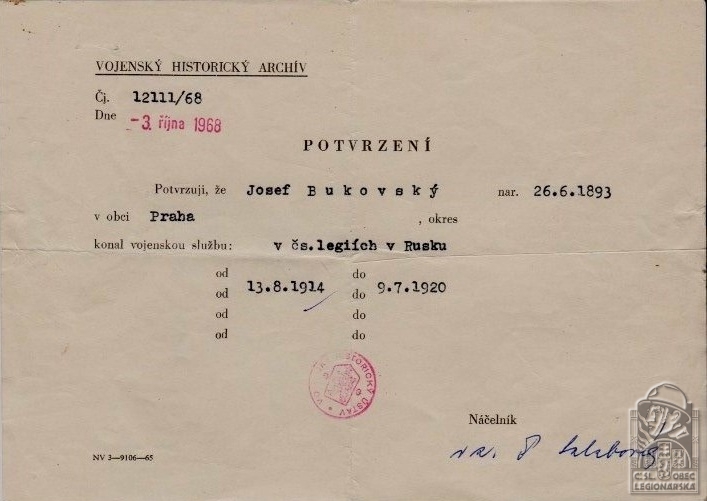 VOJENSKÝ HISTORICKÝ ARCHÍV
Čj. 12111/68
Dne -3. října 1968
POTVRZENÍ
Potvrzuji, že Josef Bukovský nar. 26.6.1893
v obci Praha , okres
konal vojenskou službu: v čs.legiích v Rusku
od do
od 13.8.1914 do 9.7.1920
od do
od do
HISTORICKÝ ÚSTAV
Náčelník
NV 3—9106—65
ČSL. OBEC
LEGIONÁŘSKÁ